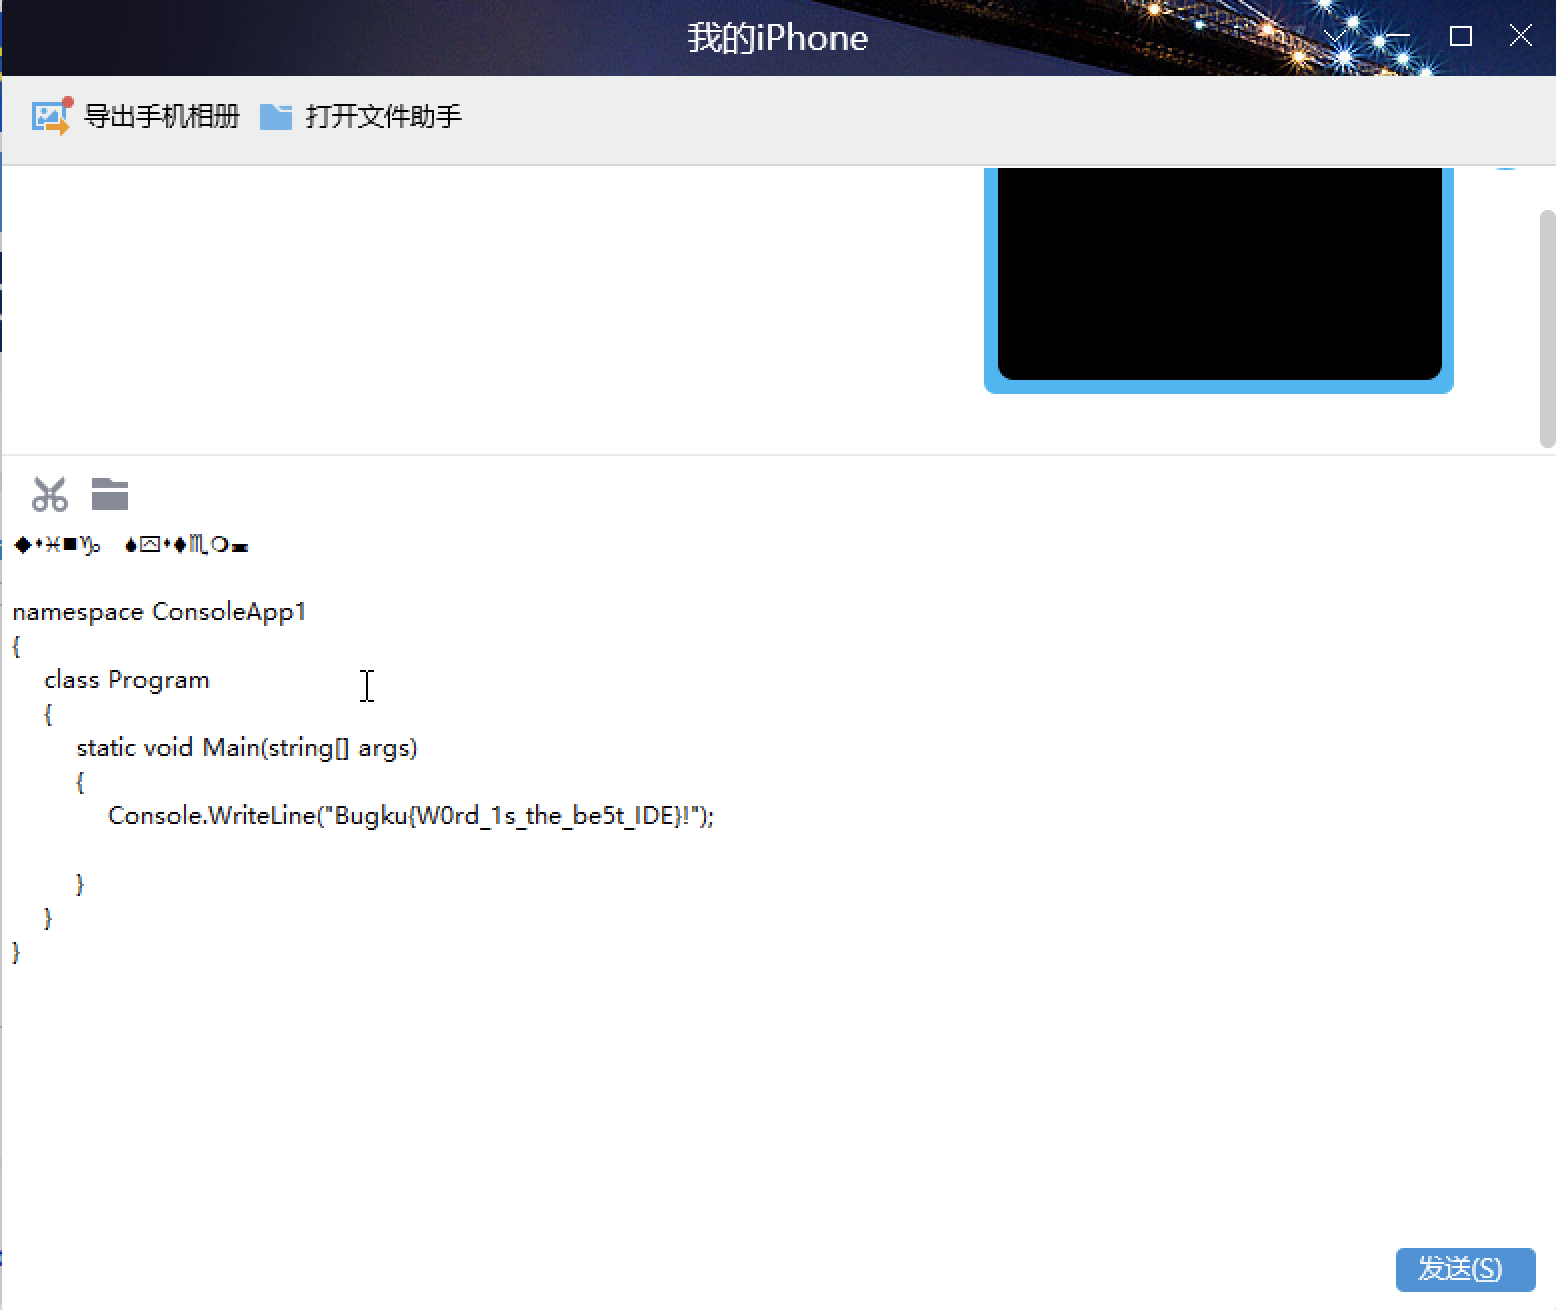 我的iPhone
导出手机相册 打开文件助手
◆⬧♓■♑ 💧⍓⬧⧫♏❍📪
namespace ConsoleApp1
{
class Program
{
static void Main(string[] args)
{
Console.WriteLine("Bugku{W0rd_1s_the_be5t_IDE}!");
}
}
}
发送(S)